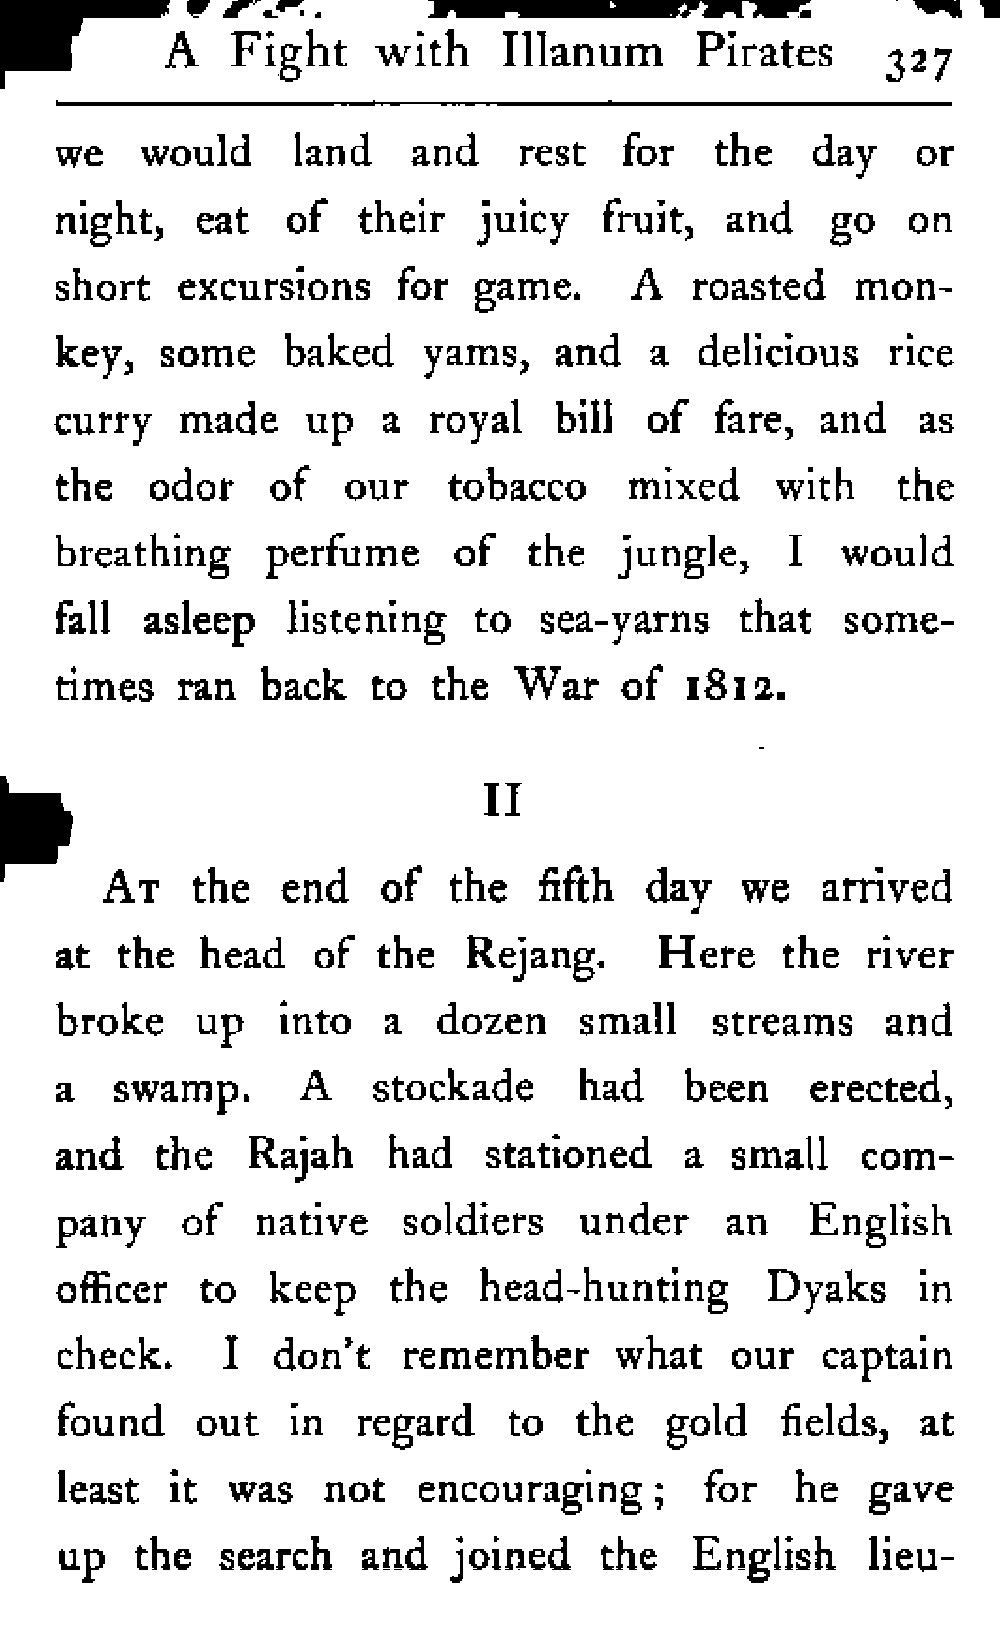 A Fight with Illanum Pirates 327
we would land and rest for the day or
night, eat of their juicy fruit, and go on
short excursions for game. A roasted mon-
key, some baked yams, and a delicious rice
curry made up a royal bill of fare, and as
the odor of our tobacco mixed with the
breathing perfume of the jungle, I would
fall asleep listening to sea-yarns that some-
times ran back to the War of 1812.
II
At the end of the fifth day we arrived
at the head of the Rejang. Here the river
broke up into a dozen small streams and
a swamp. A stockade had been erected,
and the Rajah had stationed a small com-
pany of native soldiers under an English
officer to keep the head-hunting Dyaks in
check. I don't remember what our captain
found out in regard to the gold fields, at
least it was not encouraging; for he gave
up the search and joined the English lieu-